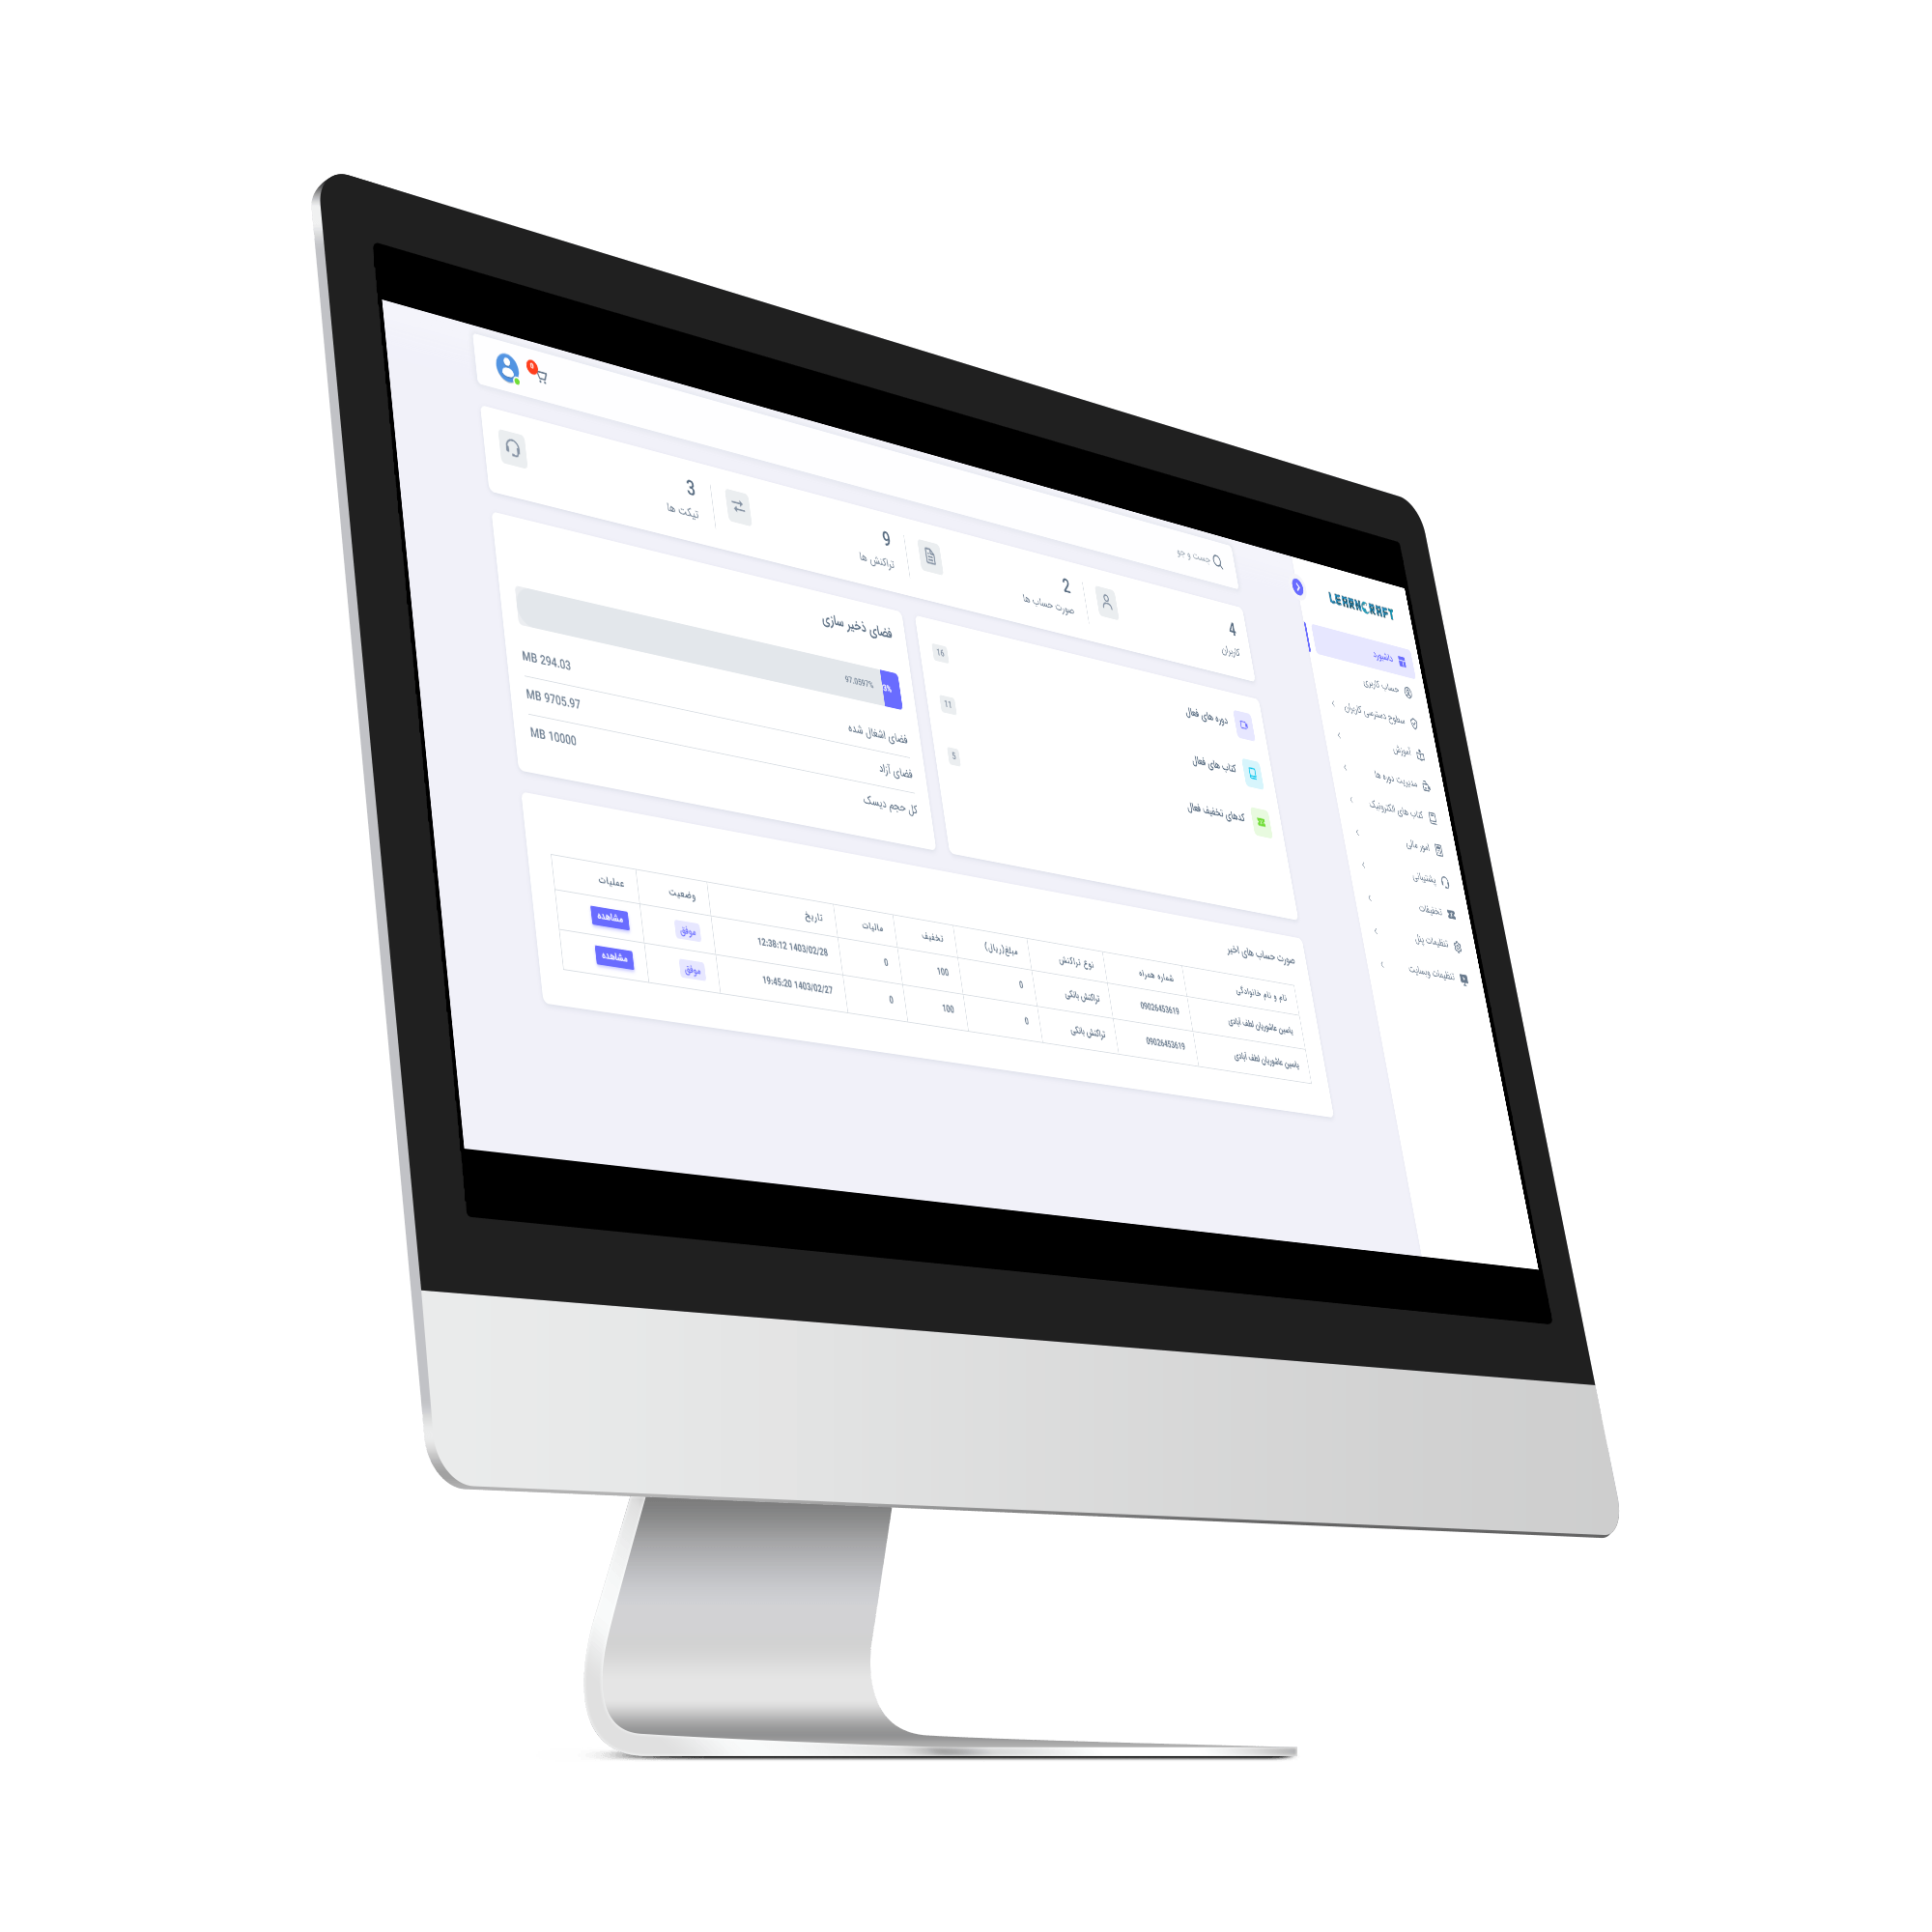 LEARNCRAFT
داشبورد
حساب کاربری
سطوح دسترسی کاربران
آموزش
مدیریت دوره ها
کتاب های الکترونیک
امور مالی
پشتیبانی
تخفیفات
تنظیمات پنل
تنظیمات وبسایت
جست و جو
4
کاربران
2
صورت حساب ها
9
تراکنش ها
3
تیکت ها
دوره های فعال 16
کتاب های فعال 11
کدهای تخفیف فعال 5
فضای ذخیر سازی
3% 97.0597%
فضای اشغال شده MB 294.03
فضای آزاد MB 9705.97
کل حجم دیسک MB 10000
صورت حساب های اخیر
نام و نام خانوادگی شماره همراه نوع تراکنش مبلغ(ریال) تخفیف مالیات تاریخ وضعیت عملیات
یاسین عاشوریان لطف آبادی 09026453619 تراکنش بانکی 0 100 0 12:38:12 1403/02/28 موفق مشاهده
یاسین عاشوریان لطف آبادی 09026453619 تراکنش بانکی 0 100 0 19:45:20 1403/02/27 موفق مشاهده